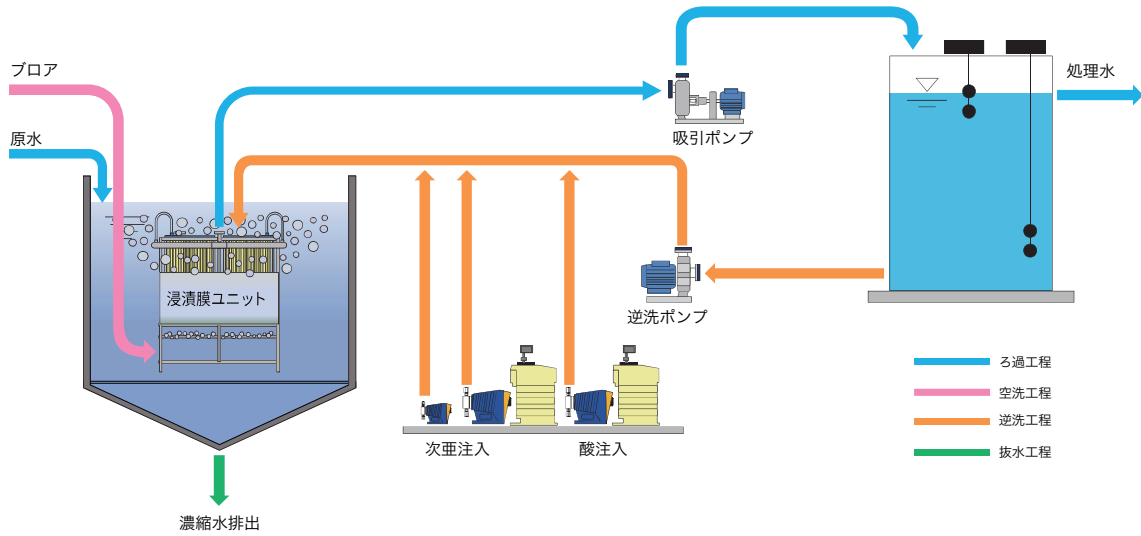 ブロア
原水
吸引ポンプ
処理水
浸漬膜ユニット
逆洗ポンプ
次亜注入
酸注入
濃縮水排出
ろ過工程
空洗工程
逆洗工程
抜水工程